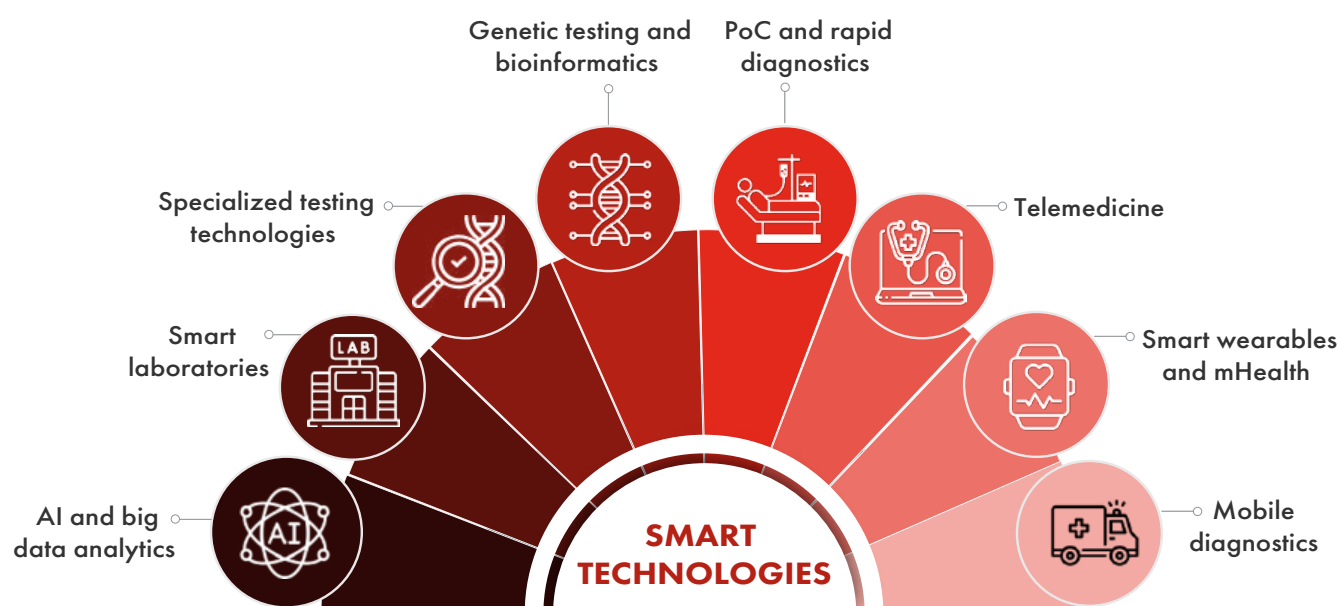 Genetic testing and
bioinformatics
PoC and rapid
diagnostics
Specialized testing
technologies
Telemedicine
Smart
laboratories
LAB
Smart wearables
and mHealth
AI and big
data analytics
AI
Mobile
diagnostics
SMART
TECHNOLOGIES